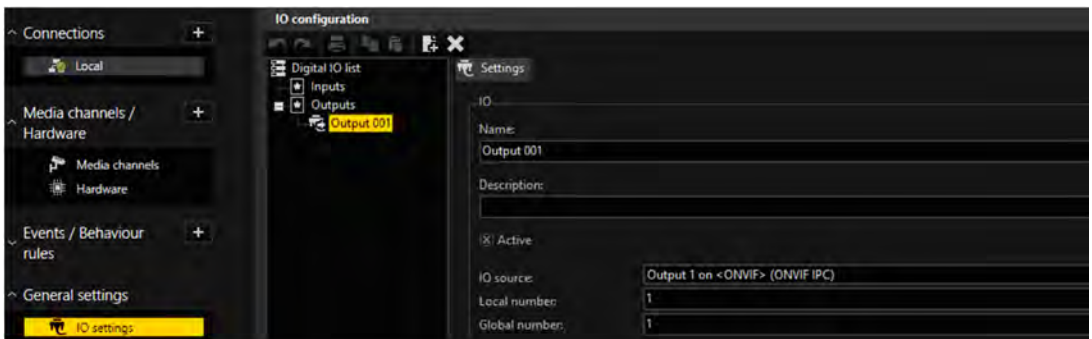 IO configuration
Connections
Local
Media channels /
Hardware
Media channels
Hardware
Events / Behaviour
rules
General settings
IO settings
Digital IO list
Inputs
Outputs
Output 001
Settings
IO
Name:
Output 001
Description:
Active
IO source: Output 1 on <ONVIF> (ONVIF IPC)
Local number: 1
Global number: 1